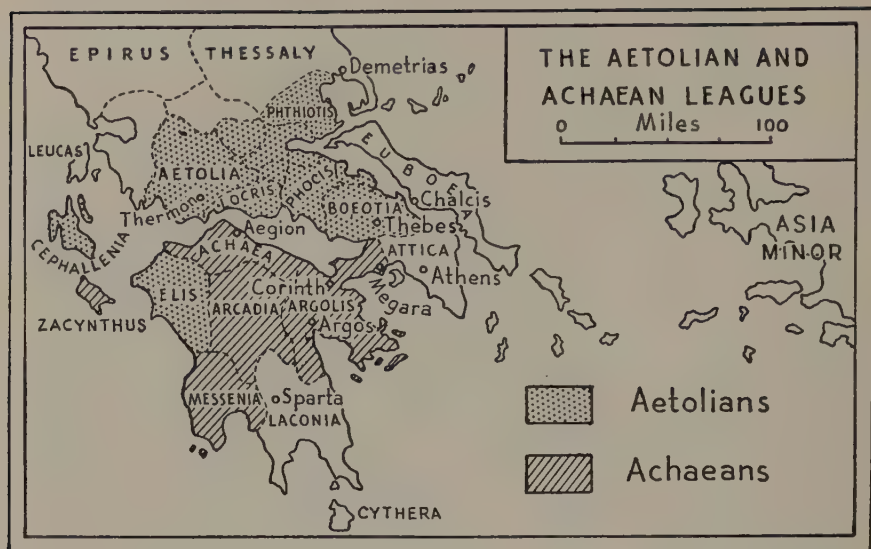 EPIRUS
THESSALY
Demetrias
THE AETOLIAN AND
ACHAEAN LEAGUES
0 Miles 100
PHTHIOTIS
LEUCAS
AETOLIA
EUBOEA
LOCRIS
PHOCIS
BOEOTIA
Chalcis
Thermon
Thebes
ASIA
MINOR
CEPHALLENIA
Aegion
ACHAEA
ATTICA
Athens
Megara
Corinth
ELIS
ARCADIA
ARGOLIS
Argos
ZACYNTHUS
MESSENIA
Sparta
LACONIA
Aetolians
Achaeans
CYTHERA